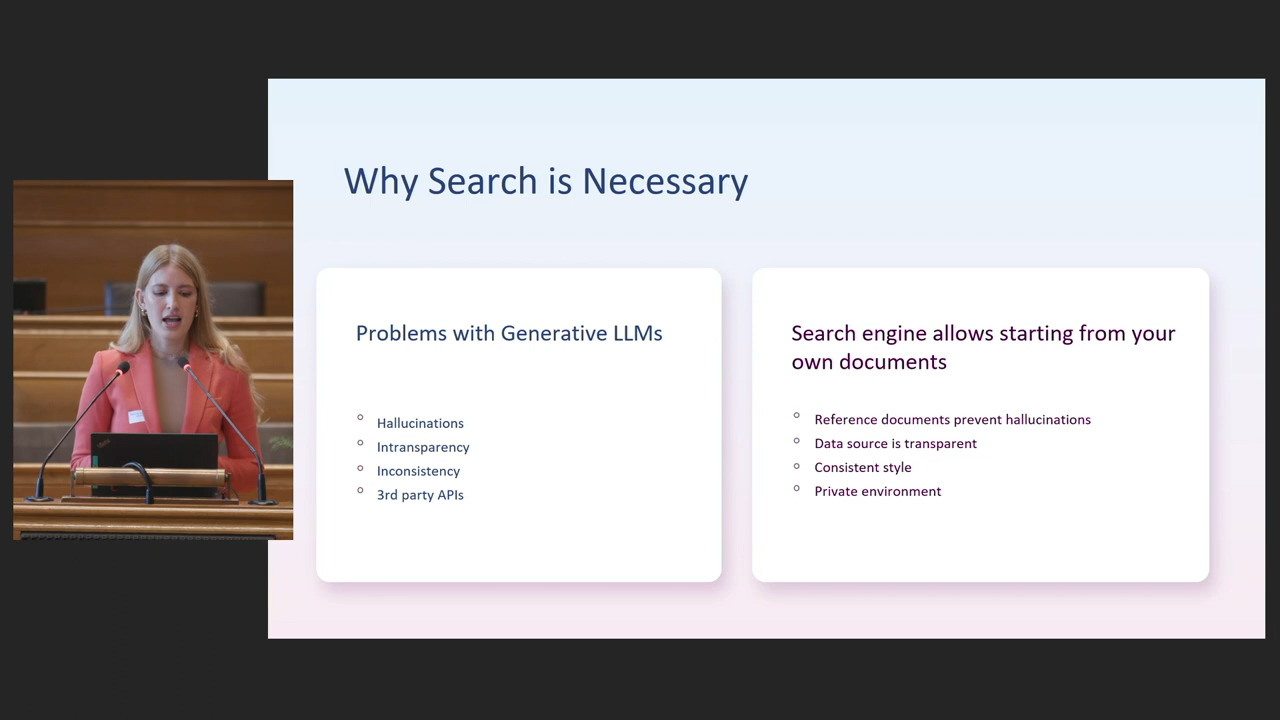 Why Search is Necessary
Problems with Generative LLMs
Hallucinations
Intransparency
Inconsistency
3rd party APIs
Search engine allows starting from your
own documents
Reference documents prevent hallucinations
Data source is transparent
Consistent style
Private environment